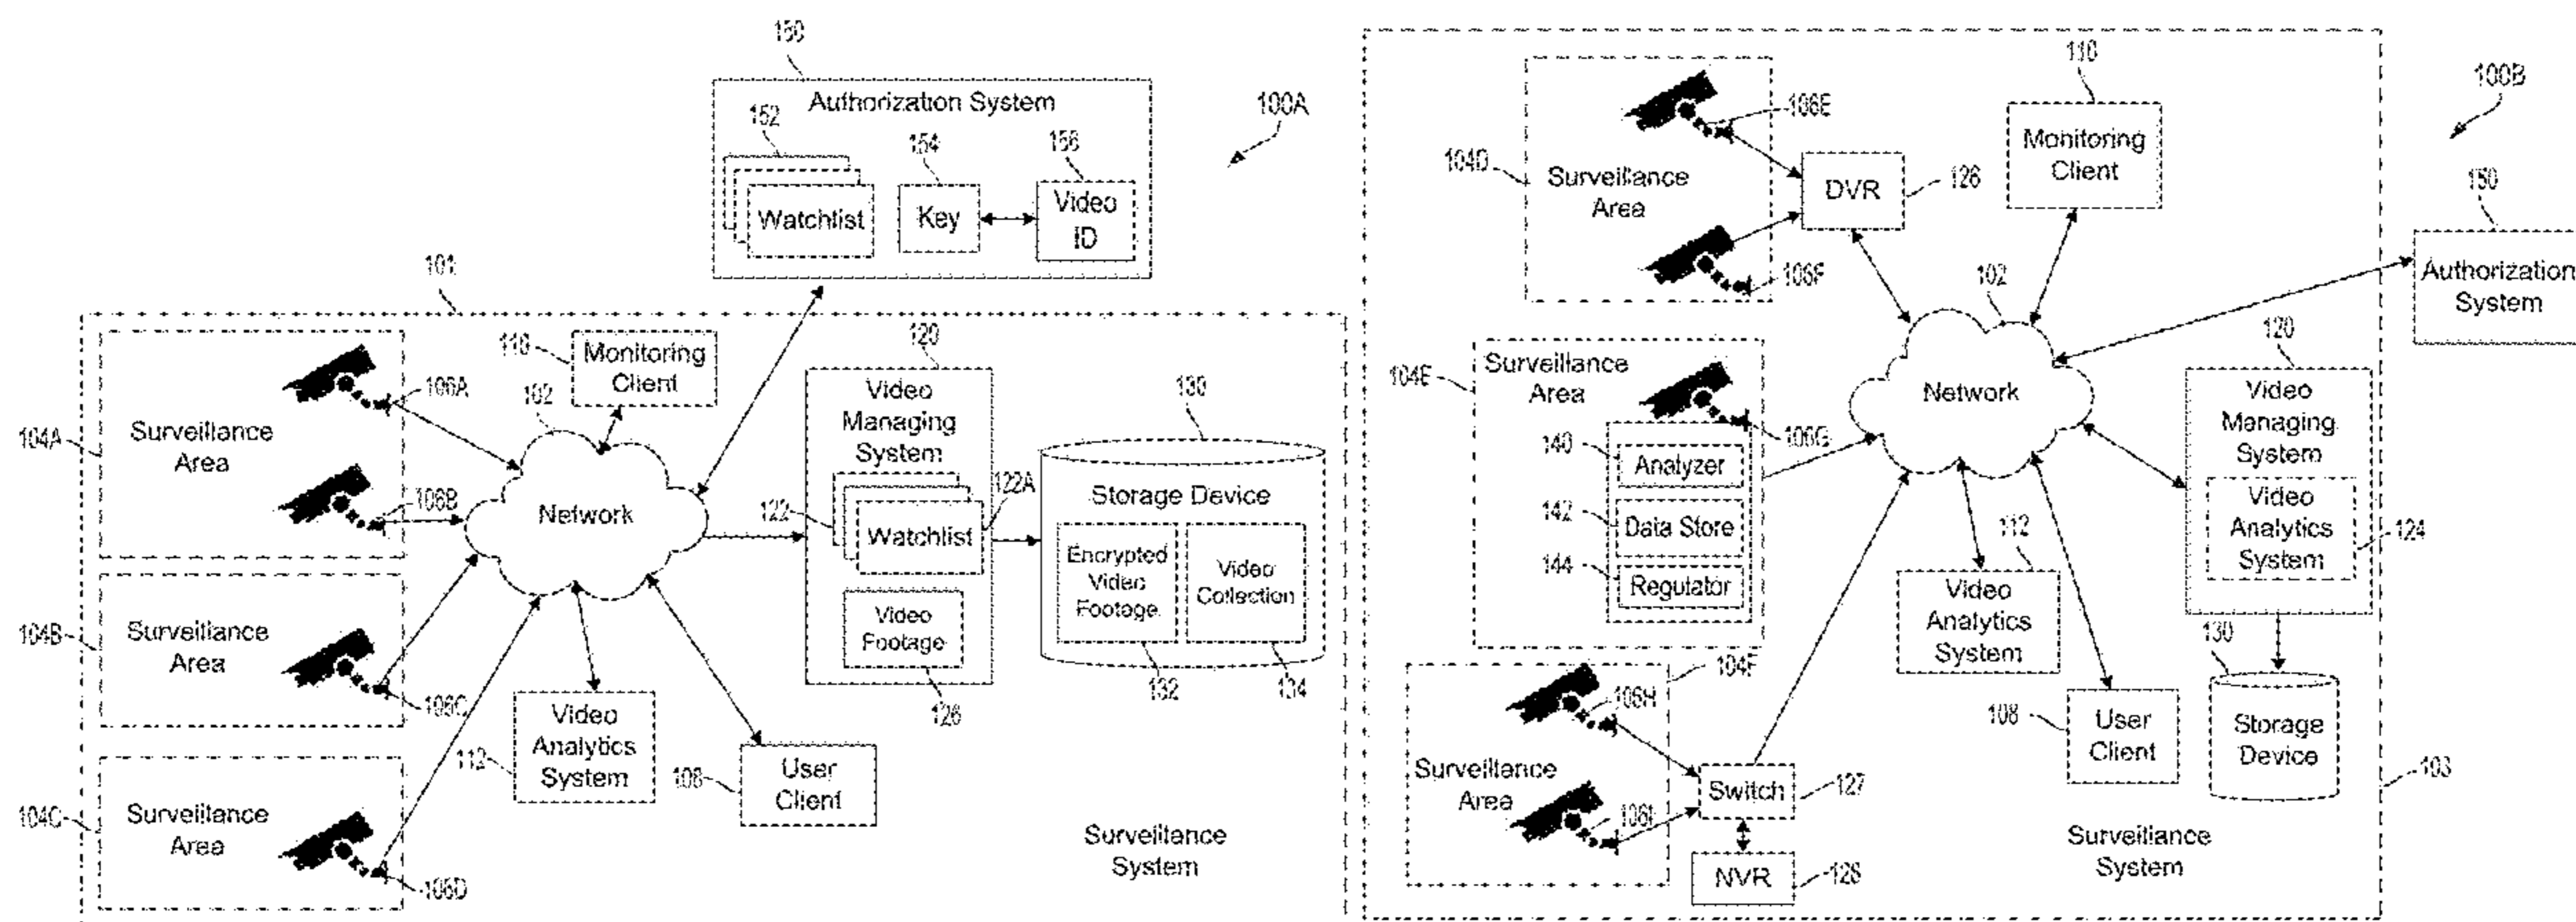 150
Authorization System
152
154
156
Watchlist
Key
Video
ID
100A
101
110
Monitoring
Client
102
104A
Surveillance
Area
106A
106B
104B
Surveillance
Area
106C
104C
Surveillance
Area
106D
Network
112
Video
Analytics
System
108
User
Client
120
Video
Managing
System
122
122A
Watchlist
Video
Footage
126
130
Storage Device
Encrypted
Video
Footage
Video
Collection
132
134
Surveillance
System
100B
110
Monitoring
Client
104D
Surveillance
Area
106E
106F
DVR
126
150
Authorization
System
102
Network
104E
Surveillance
Area
106G
140
Analyzer
142
Data Store
144
Regulator
120
Video
Managing
System
Video
Analytics
System
124
112
Video
Analytics
System
104F
106H
Surveillance
Area
106I
Switch
127
NVR
128
108
User
Client
130
Storage
Device
103
Surveillance
System